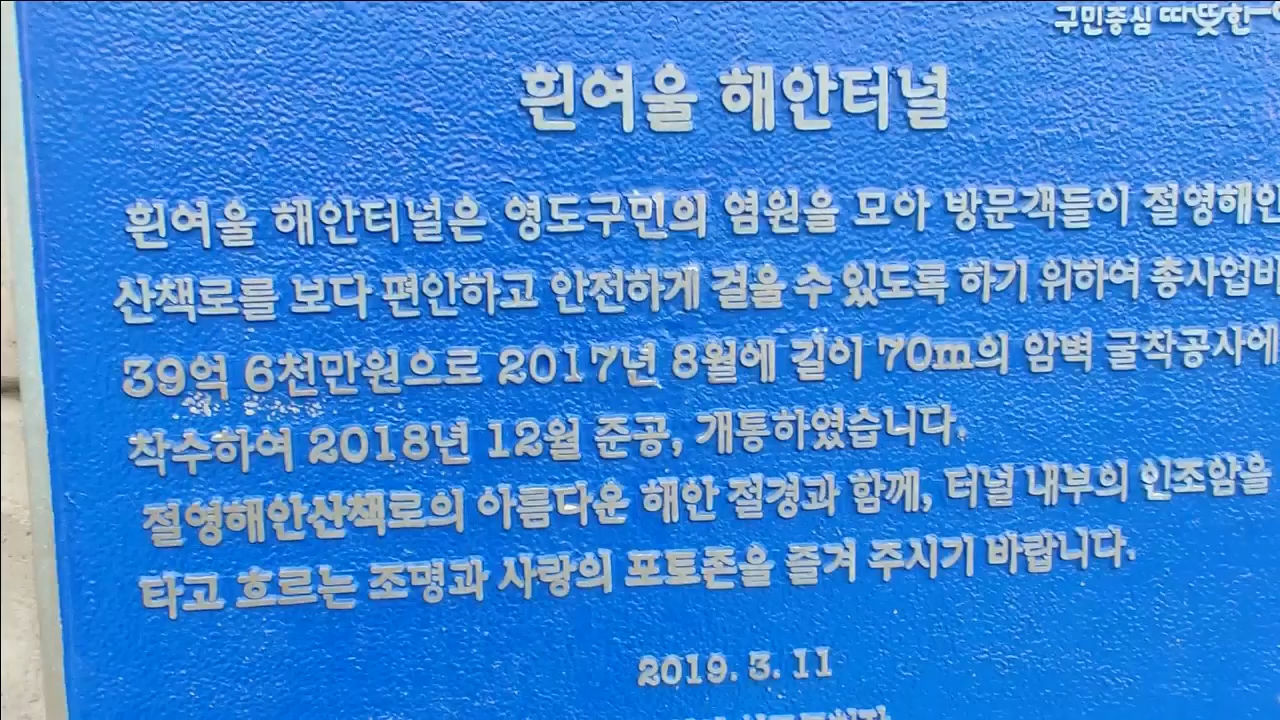 구민중심 따뜻한
흰여울 해안터널
흰여울 해안터널은 영도구민의 염원을 모아 방문객들이 절영해안
산책로를 보다 편안하고 안전하게 걸을 수 있도록 하기 위하여 총사업비
39억 6천만원으로 2017년 8월에 길이 70m의 암벽 굴착공사에
착수하여 2018년 12월 준공, 개통하였습니다.
절영해안산책로의 아름다운 해안 절경과 함께, 터널 내부의 인조암을
타고 흐르는 조명과 사랑의 포토존을 즐겨 주시기 바랍니다.
2019. 3. 11